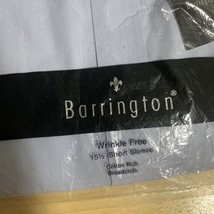 Barrington®
Wrinkle Free
15½ Short Sleeve
Cotton Rich
Broadcloth